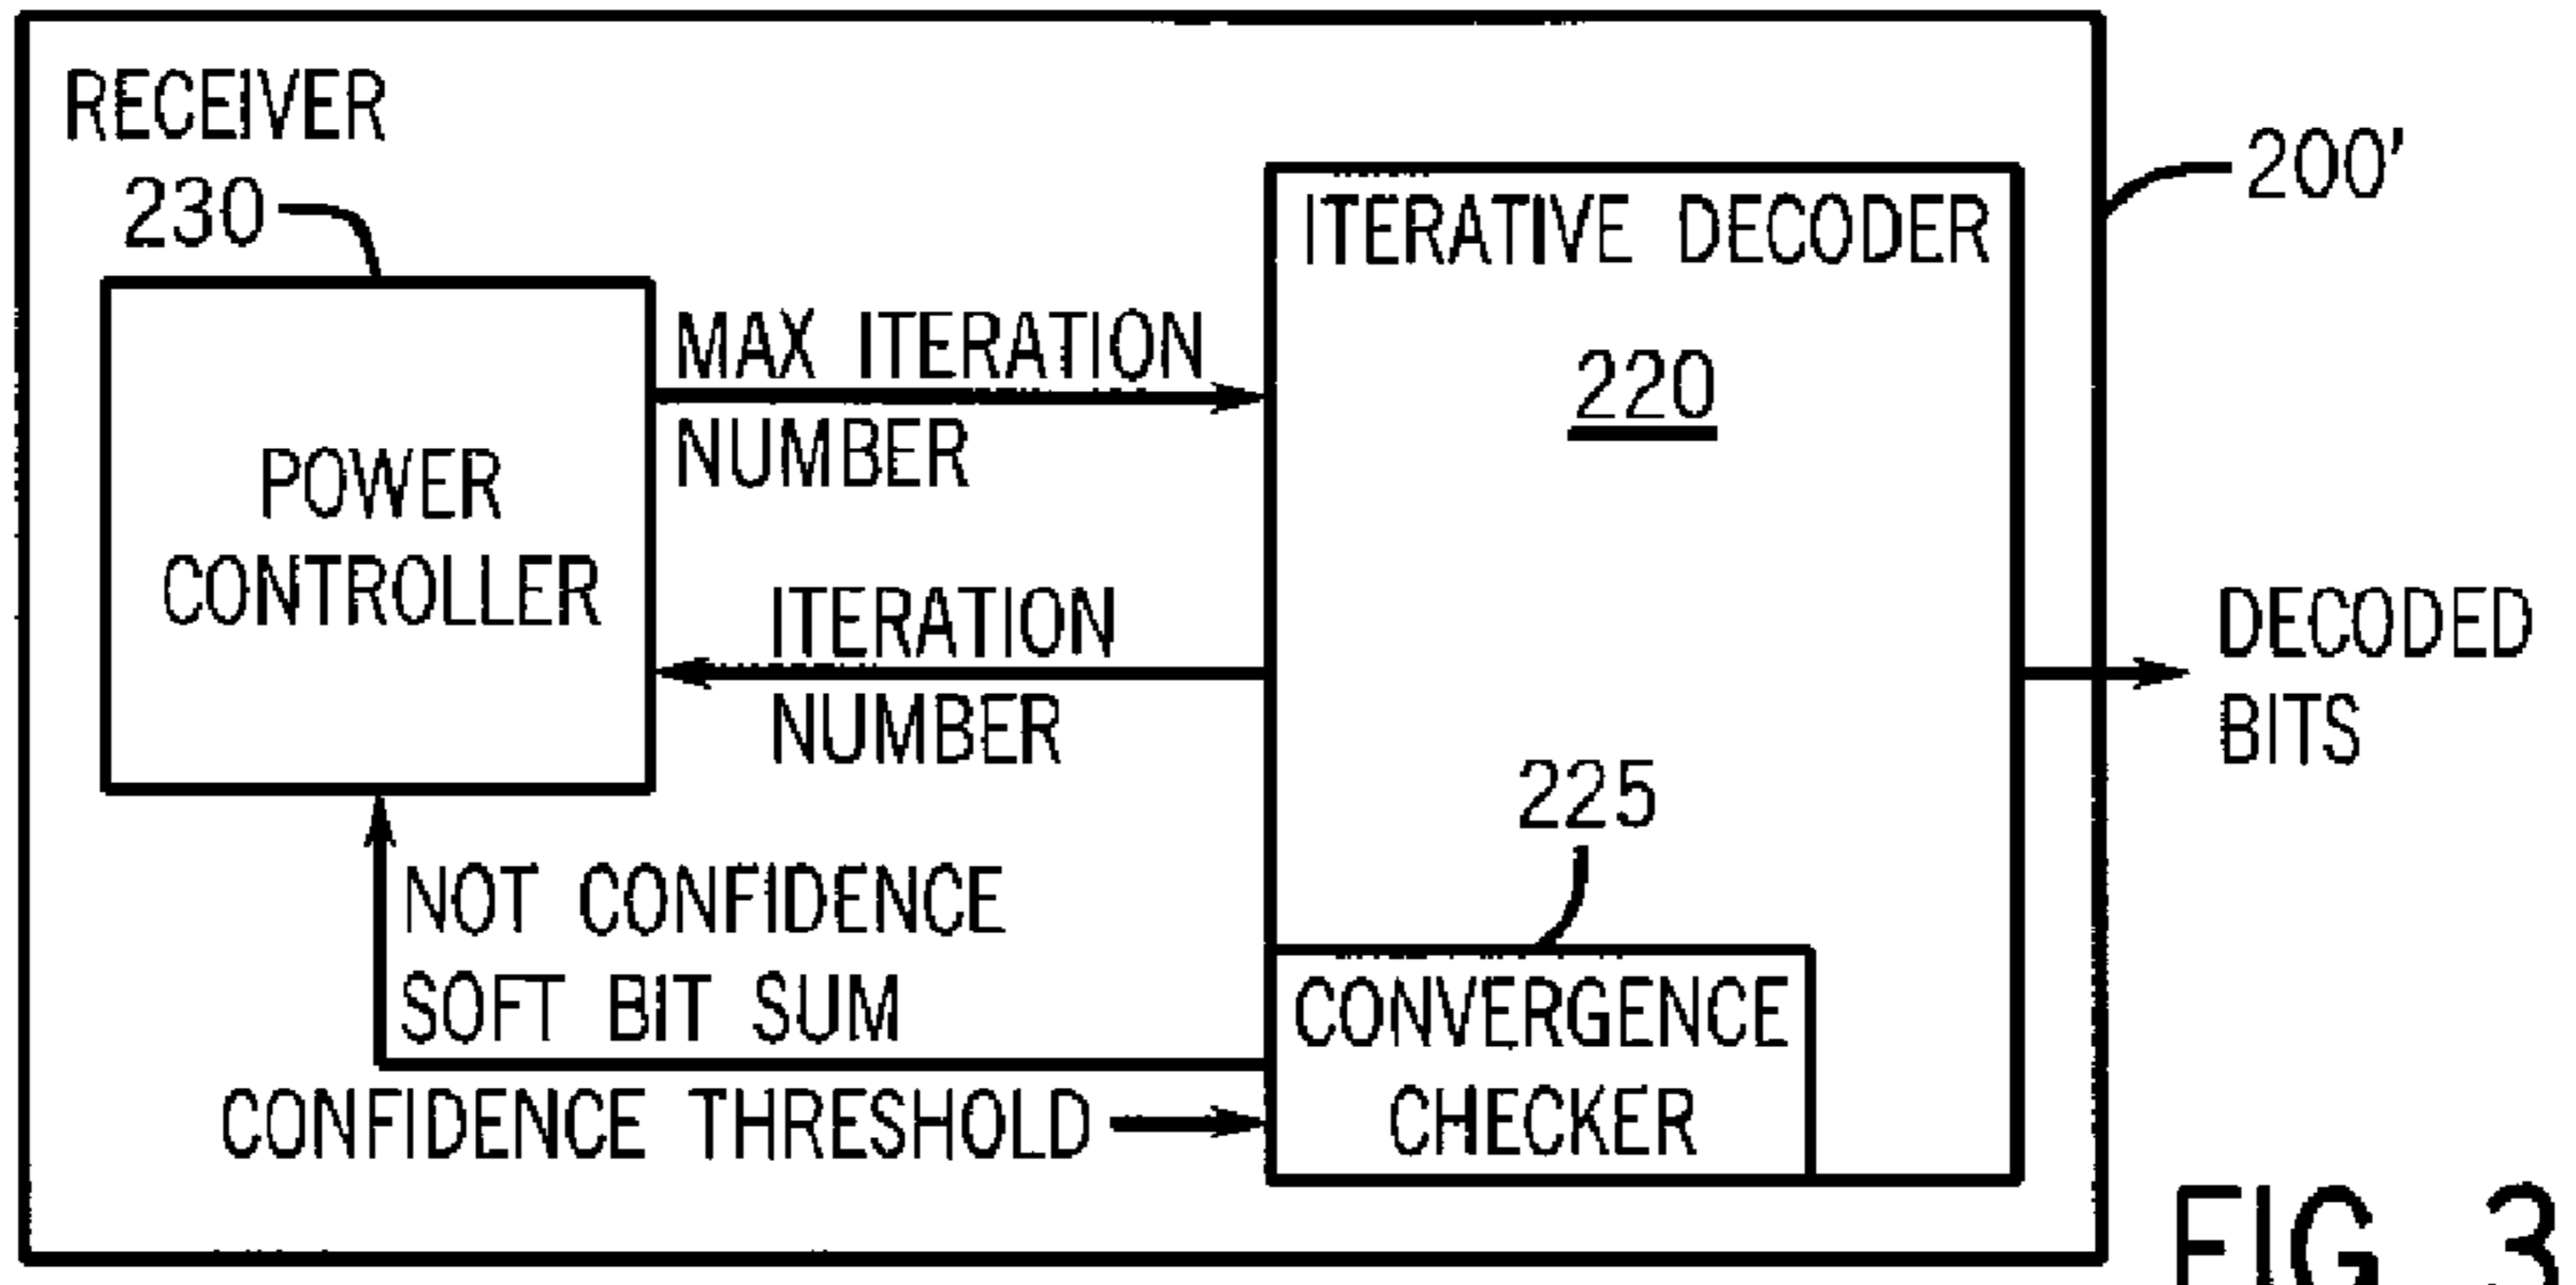 RECEIVER
230
200'
ITERATIVE DECODER
220
MAX ITERATION
NUMBER
POWER
CONTROLLER
ITERATION
NUMBER
DECODED
BITS
225
NOT CONFIDENCE
SOFT BIT SUM
CONVERGENCE
CHECKER
CONFIDENCE THRESHOLD
FIG. 3